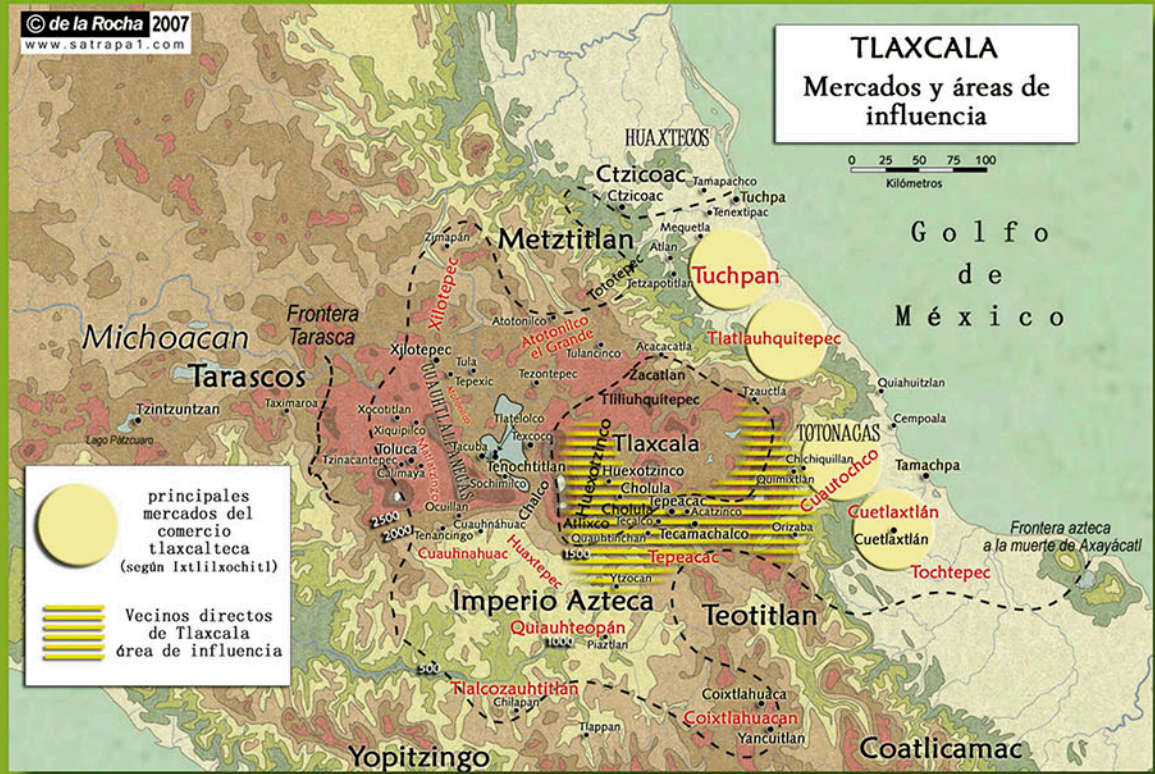 © de la Rocha 2007
www.satrapa1.com
TLAXCALA
Mercados y áreas de
influencia
0 25 50 75 100
Kilómetros
HUAXTECOS
Ctzicoac
Ctzicoac
Tamapachco
Tuchpa
Tenextipac
Mequetla
Metztitlan
Atlan
Tototepec
Tetzapotitlan
Tuchpan
Golfo
de
México
Zimapán
Xilotepec
Frontera
Tarasca
Michoacan
Tarascos
Atotonilco
Atotonilco
el Grande
Tulancinco
Acacacatla
Tlatlauhquitepec
Xilotepec
Tula
Tepexic
Tezontepec
Zacatlan
Tliliuhquitepec
Tzauctla
Quiahuitzlan
Taximaroa
Tzintzuntzan
Lago Pátzcuaro
Xocotitlan
Xiquipilco
Toluca
Tzinacantepec
Calimaya
Matlatzinco
Tlatelolco
Texcoco
Tacuba
Tenochtitlan
Sochimilco
Chalco
Huexotzinco
Tlaxcala
Huexotzinco
Cholula
Cempoala
TOTONACAS
Chichiquillan
Quimixtlan
Cuautochco
Tamachpa
Tepeacac
Cholula
Acatzinco
Tecalco
Atlixco
Tecamachalco
Quauhtinchan
Orizaba
Cuetlaxtlán
Cuetlaxtlán
Tochtepec
Frontera azteca
a la muerte de Axayácatl
2500
2000
1500
Ocuillan
Cuauhnáhuac
Tenancingo
Cuauhnahuac
Huaxtepec
Tepeacac
Ytzocan
Imperio Azteca
Teotitlan
Quiauhteopán
1000
Piaztlan
500
Tlalcozauhtitlán
Chilapan
Coixtlahuaca
Coixtlahuacan
Yancuitlan
Tlappan
Yopitzingo
Coatlicamac
principales
mercados del
comercio
tlaxcalteca
(según Ixtlilxochitl)
Vecinos directos
de Tlaxcala
área de influencia